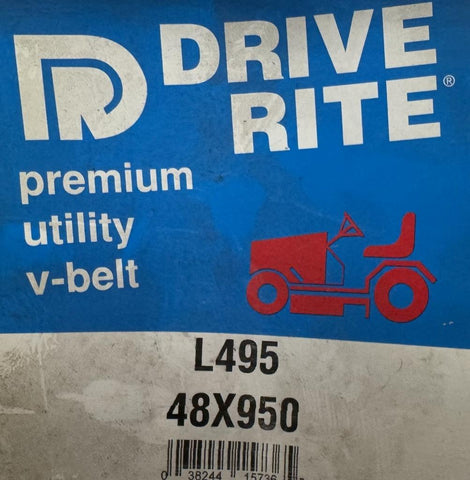 DRIVE
RITE®
premium
utility
v-belt
L495
48X950
0 38244 15736